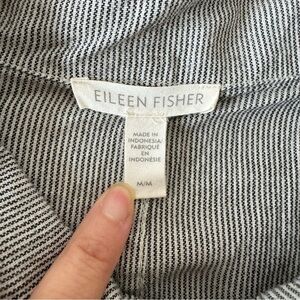 EILEEN FISHER
MADE IN
INDONESIA/
FABRIQUÉ
EN
INDONÉSIE
M/M